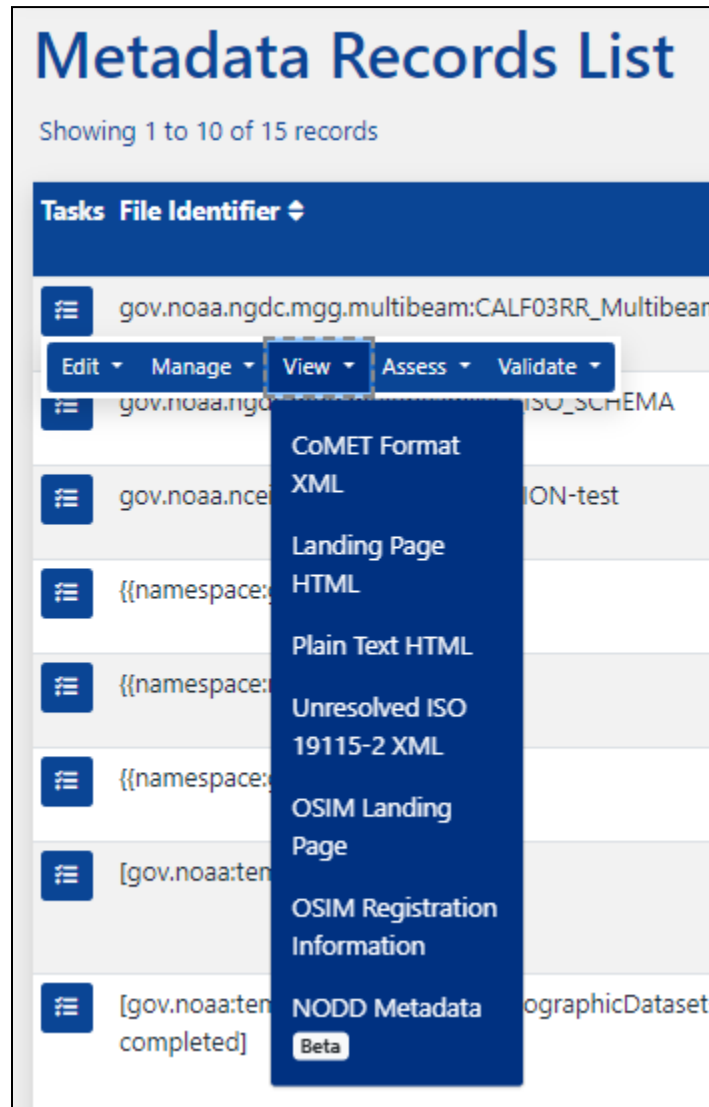 Metadata Records List
Showing 1 to 10 of 15 records
Tasks File Identifier
gov.noaa.ngdc.mgg.multibeam:CALF03RR_Multibeam
Edit Manage View Assess Validate
ISO_SCHEMA
CoMET Format
XML
gov.noaa.ncei ION-test
Landing Page
HTML
{{namespace:
Plain Text HTML
{{namespace:
Unresolved ISO
19115-2 XML
{{namespace:
OSIM Landing
Page
[gov.noaa:tem
OSIM Registration
Information
[gov.noaa:tem ographicDataset
completed]
NODD Metadata
Beta